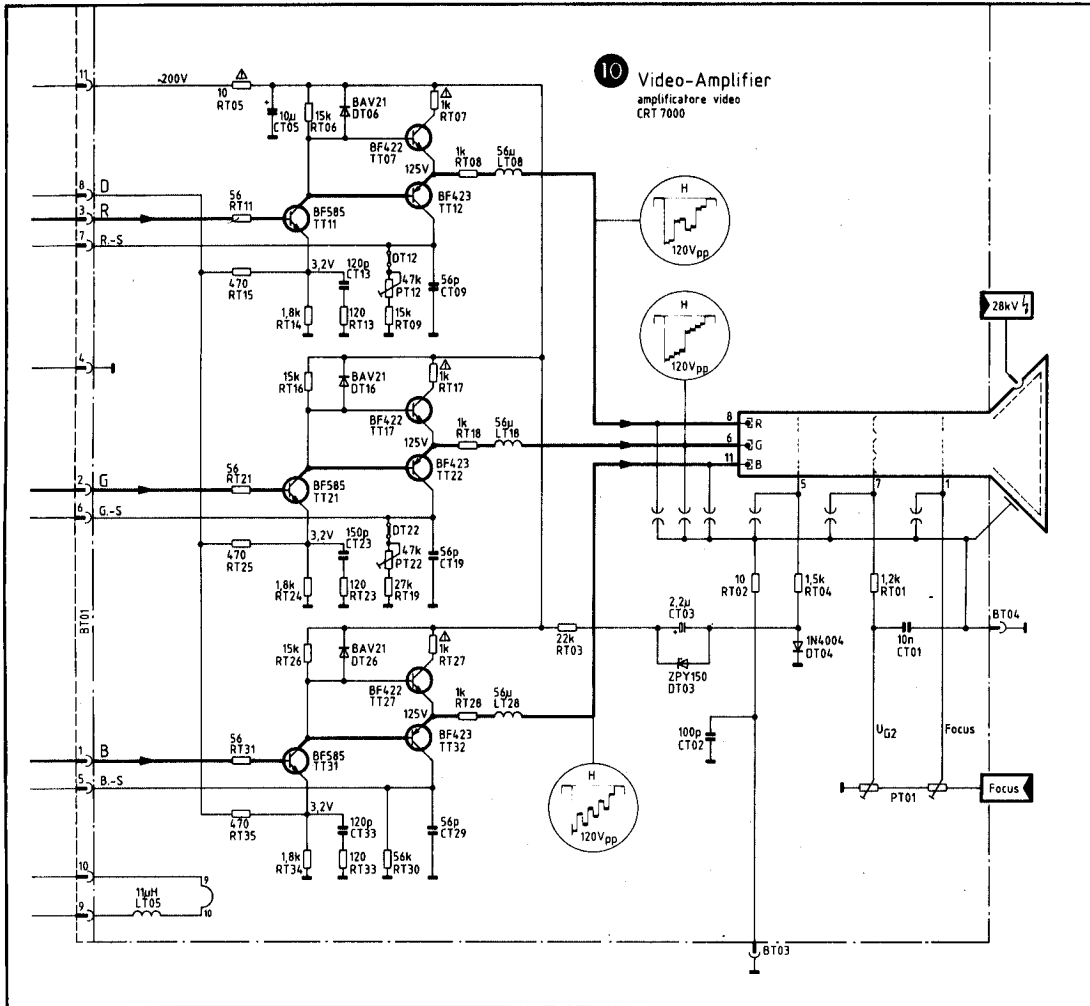 10 Video-Amplifier
amplificatore video
CRT 7000
11
~200V
10
RT05
10µ
CT05
+
15k
RT06
BAV21
DT06
1k
RT07
BF422
TT07
125V
1k
RT08
56µ
LT08
8 D
3 R
7 R.-S
56
RT11
BF585
TT11
BF423
TT12
3,2V
120p
CT13
DT12
47k
PT12
56p
CT09
470
RT15
1,8k
RT14
120
RT13
15k
RT09
H
120Vpp
H
120Vpp
28kV
4
15k
RT16
BAV21
DT16
1k
RT17
BF422
TT17
125V
1k
RT18
56µ
LT18
8 R
6 G
11 B
5
7
1
2 G
6 G.-S
56
RT21
BF585
TT21
BF423
TT22
3,2V
150p
CT23
DT22
47k
PT22
56p
CT19
470
RT25
1,8k
RT24
120
RT23
27k
RT19
BT01
10
RT02
1,5k
RT04
1,2k
RT01
2,2µ
CT03
+
22k
RT03
ZPY150
DT03
1N4004
DT04
10n
CT01
BT04
15k
RT26
BAV21
DT26
1k
RT27
BF422
TT27
125V
1k
RT28
56µ
LT28
100p
CT02
UG2
Focus
1 B
5 B.-S
56
RT31
BF585
TT31
BF423
TT32
PT01
Focus
3,2V
120p
CT33
56p
CT29
470
RT35
1,8k
RT34
120
RT33
56k
RT30
H
120Vpp
10
9
9
10
11µH
LT05
BT03